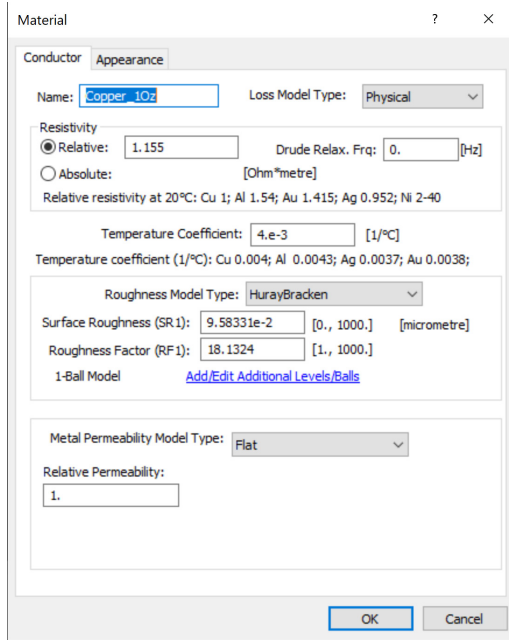 Material ? ×
Conductor Appearance
Name: Copper_1Oz Loss Model Type: Physical
Resistivity
Relative: 1.155 Drude Relax. Frq: 0. [Hz]
Absolute: [Ohm*metre]
Relative resistivity at 20°C: Cu 1; Al 1.54; Au 1.415; Ag 0.952; Ni 2-40
Temperature Coefficient: 4.e-3 [1/°C]
Temperature coefficient (1/°C): Cu 0.004; Al 0.0043; Ag 0.0037; Au 0.0038;
Roughness Model Type: HurayBracken
Surface Roughness (SR1): 9.58331e-2 [0., 1000.] [micrometre]
Roughness Factor (RF1): 18.1324 [1., 1000.]
1-Ball Model Add/Edit Additional Levels/Balls
Metal Permeability Model Type: Flat
Relative Permeability:
1.
OK Cancel